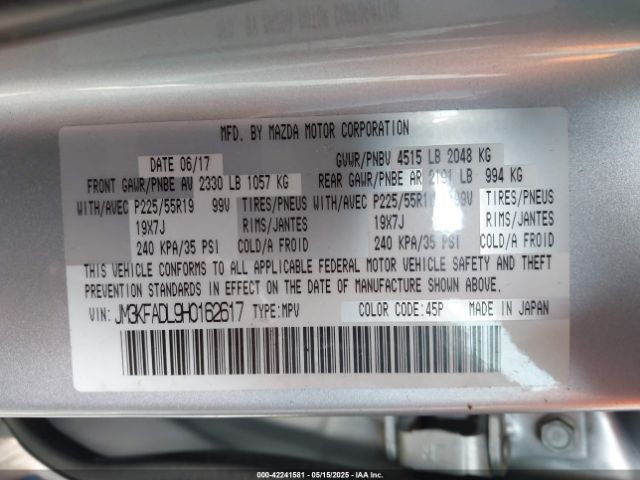 MFD. BY MAZDA MOTOR CORPORATION
DATE 06/17 GVWR/PNBV 4515 LB 2048 KG
FRONT GAWR/PNBE AV 2330 LB 1057 KG REAR GAWR/PNBE AR 2191 LB 994 KG
WITH/AVEC P225/55R19 99V TIRES/PNEUS WITH/AVEC P225/55R19 99V TIRES/PNEUS
19X7J RIMS/JANTES 19X7J RIMS/JANTES
240 KPA/35 PSI COLD/A FROID 240 KPA/35 PSI COLD/A FROID
THIS VEHICLE CONFORMS TO ALL APPLICABLE FEDERAL MOTOR VEHICLE SAFETY AND THEFT
PREVENTION STANDARDS IN EFFECT ON THE DATE OF MANUFACTURE SHOWN ABOVE.
VIN: JM3KFADL9H0162617 TYPE:MPV COLOR CODE:45P MADE IN JAPAN
000-42241581 - 05/15/2025 - IAA Inc.